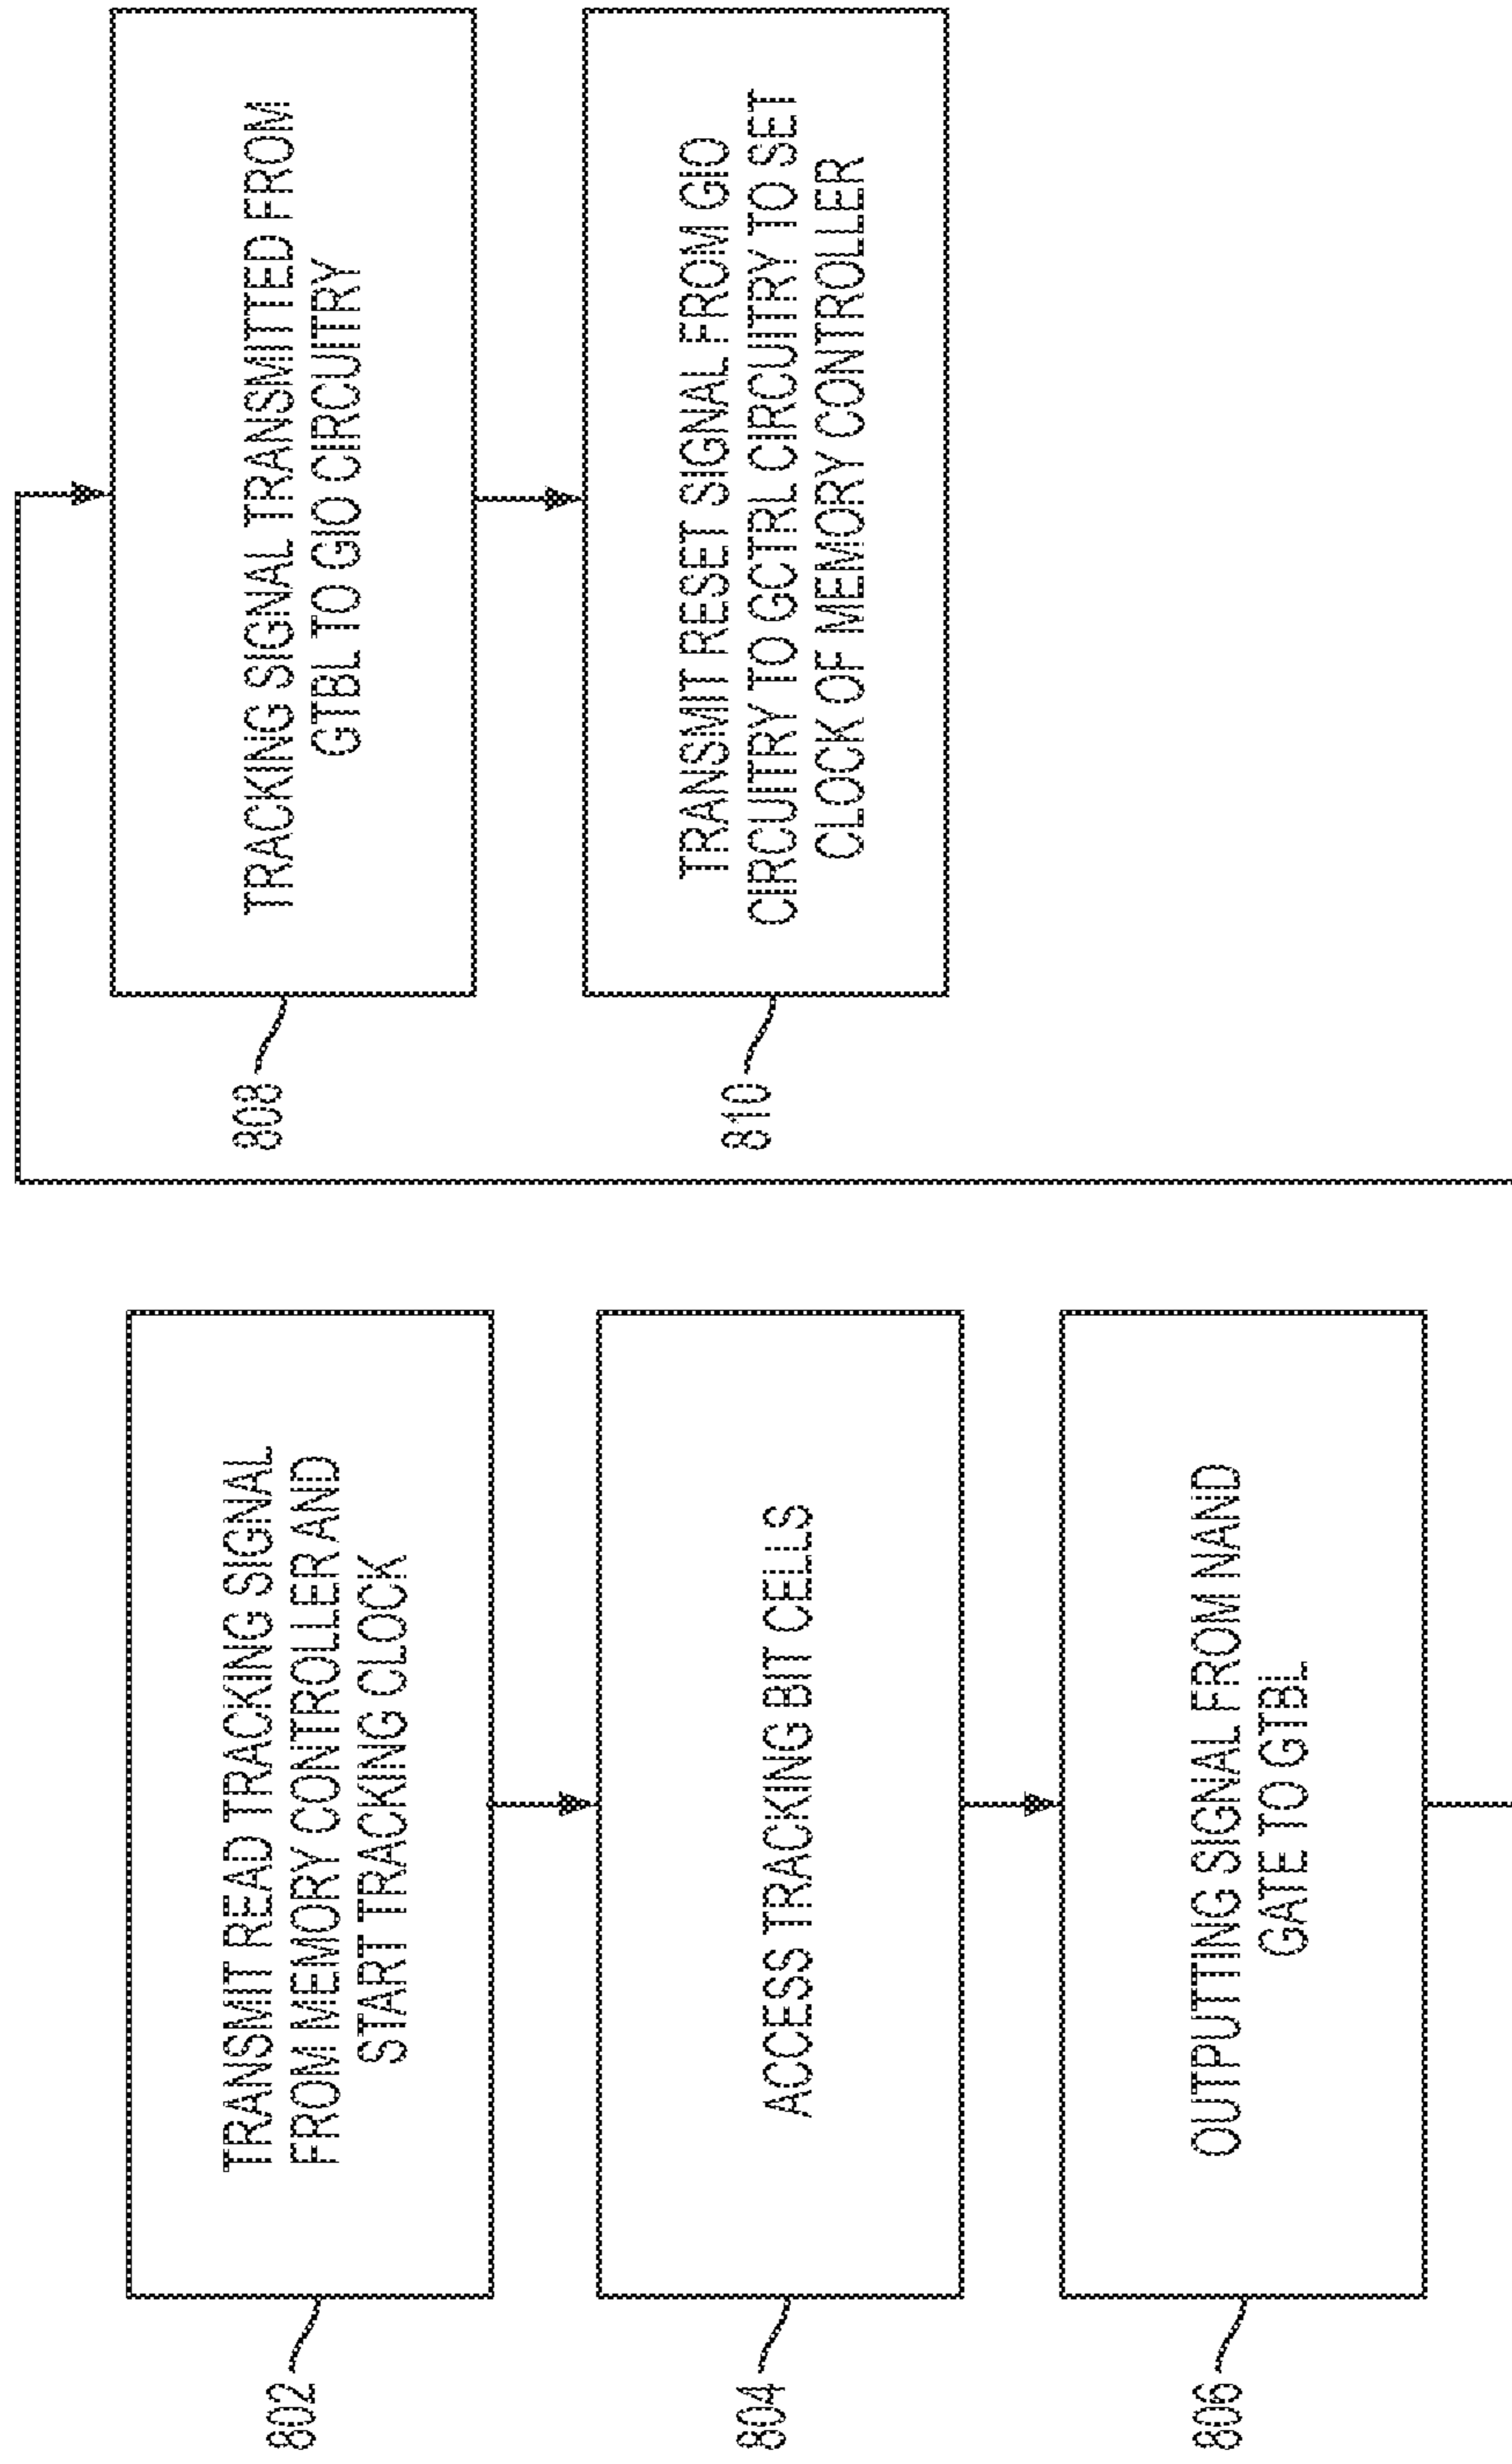 802
TRANSMIT READ TRACKING SIGNAL
FROM MEMORY CONTROLLER AND
START TRACKING CLOCK
804
ACCESS TRACKING BIT CELLS
806
OUTPUTTING SIGNAL FROM NAND
GATE TO GTBL
808
TRACKING SIGNAL TRANSMITTED FROM
GTBL TO GIO CIRCUITRY
810
TRANSMIT RESET SIGNAL FROM GIO
CIRCUITRY TO GCTRL CIRCUITRY TO SET
CLOCK OF MEMORY CONTROLLER